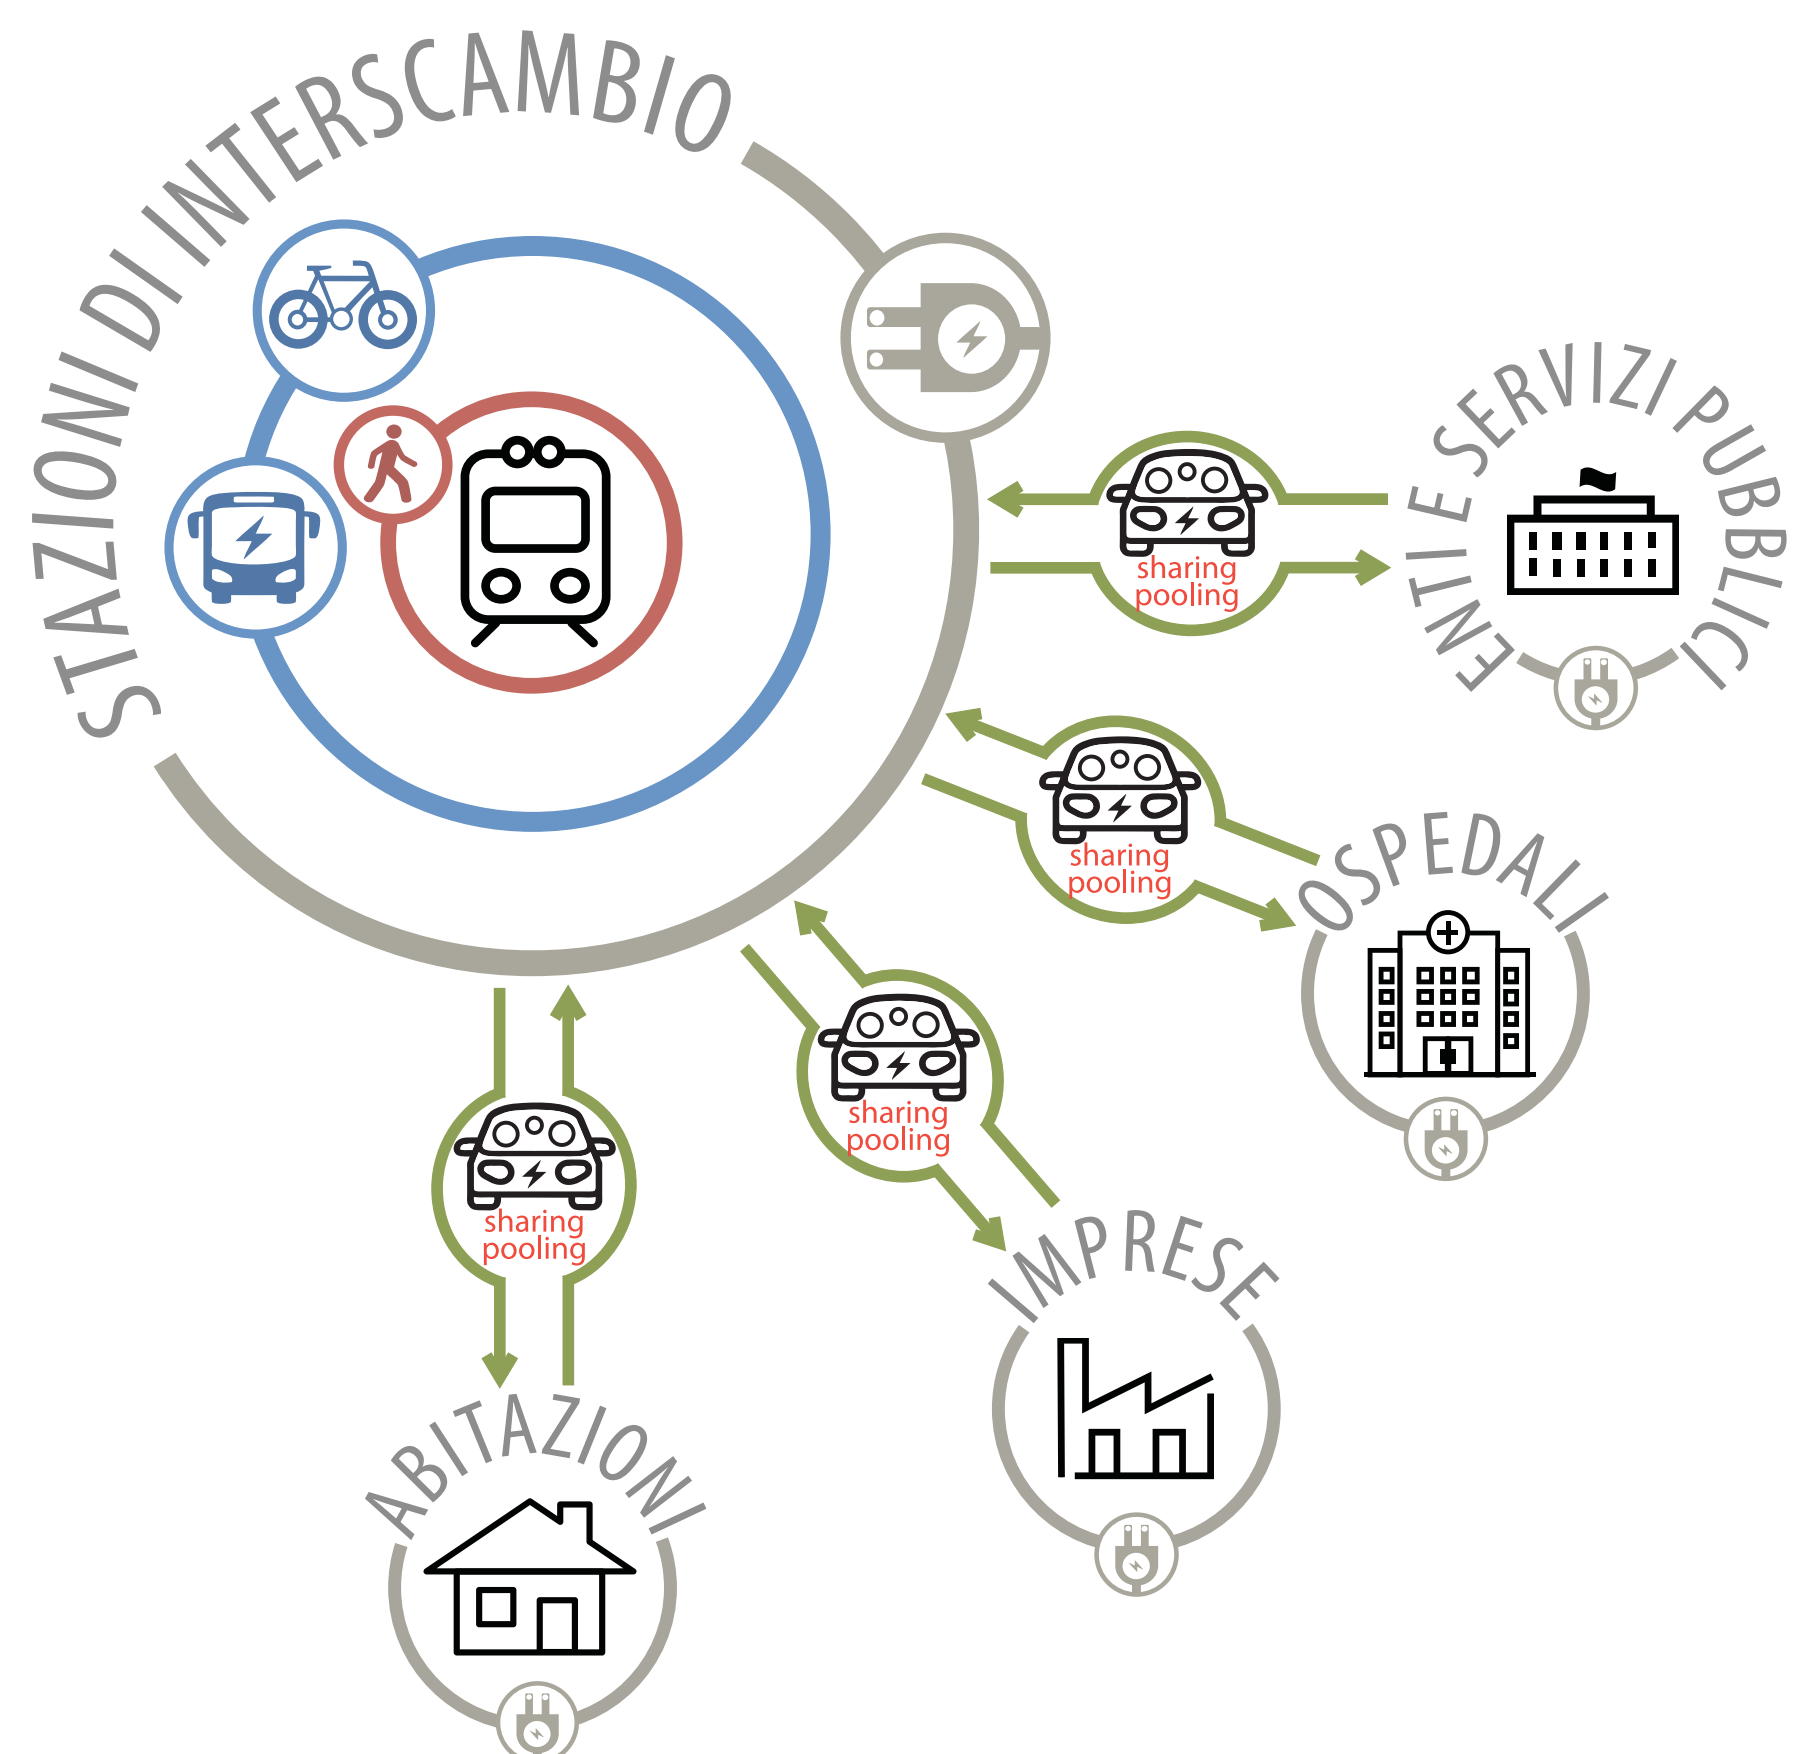 STAZIONI DI INTERSCAMBIO
ENTI E SERVIZI PUBBLICI
sharing
pooling
OSPEDALI
sharing
pooling
IMPRESE
sharing
pooling
ABITAZIONI
sharing
pooling